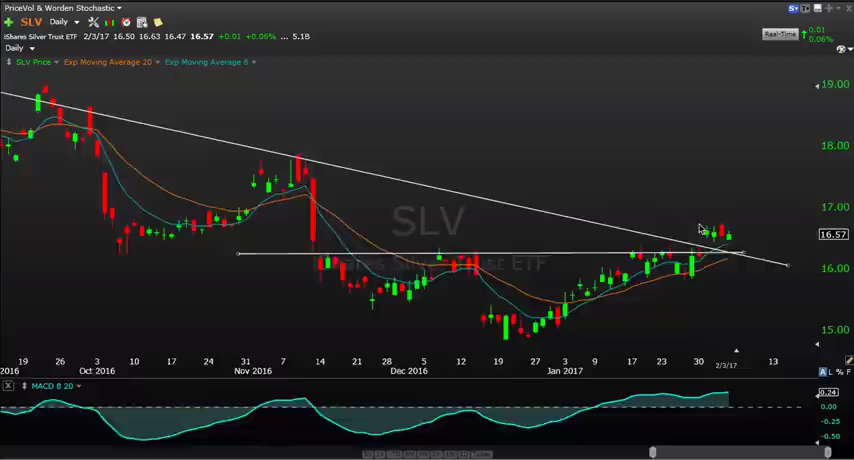 PriceVol & Worden Stochastic
SLV Daily
Real-Time
0.01
0.06%
iShares Silver Trust ETF 2/3/17 16.50 16.63 16.47 16.57 +0.01 +0.06% ... 5.1B
Daily
SLV Price Exp Moving Average 20 Exp Moving Average 8
19.00
18.00
17.00
16.57
16.00
15.00
SLV
iShares Silver Trust ETF
19 26 3 10 17 24 31 7 14 21 28 5 12 19 27 3 9 17 23 30 13
2016 Oct 2016 Nov 2016 Dec 2016 Jan 2017 2/3/17
A L % F
X MACD 8 20
0.24
0.00
-0.25
-0.50